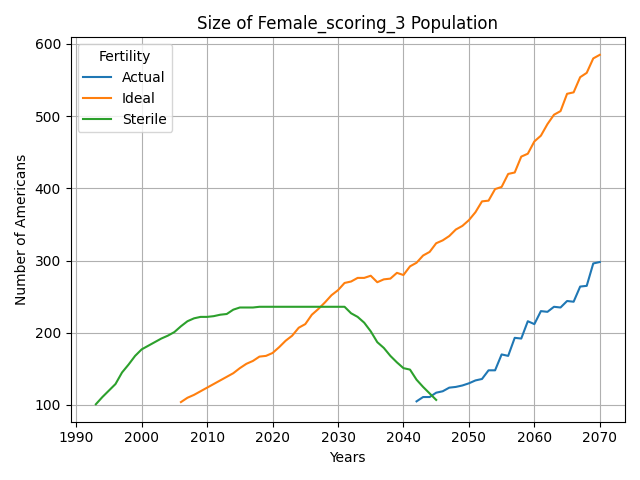 Size of Female_scoring_3 Population
Fertility
Actual
Ideal
Sterile
Number of Americans
600
500
400
300
200
100
1990
2000
2010
2020
2030
2040
2050
2060
2070
Years